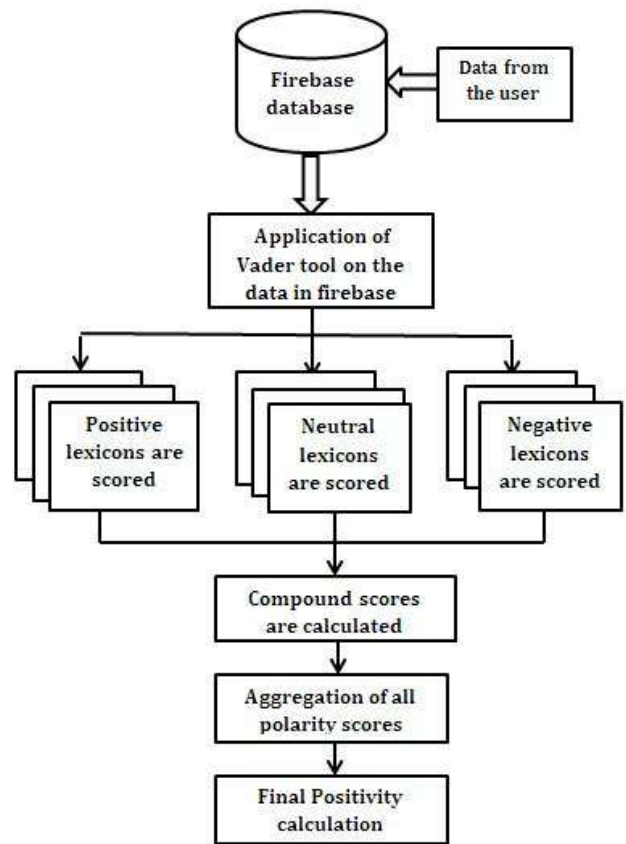 Firebase
database
Data from
the user
Application of
Vader tool on the
data in firebase
Positive
lexicons are
scored
Neutral
lexicons
are scored
Negative
lexicons
are scored
Compound scores
are calculated
Aggregation of all
polarity scores
Final Positivity
calculation